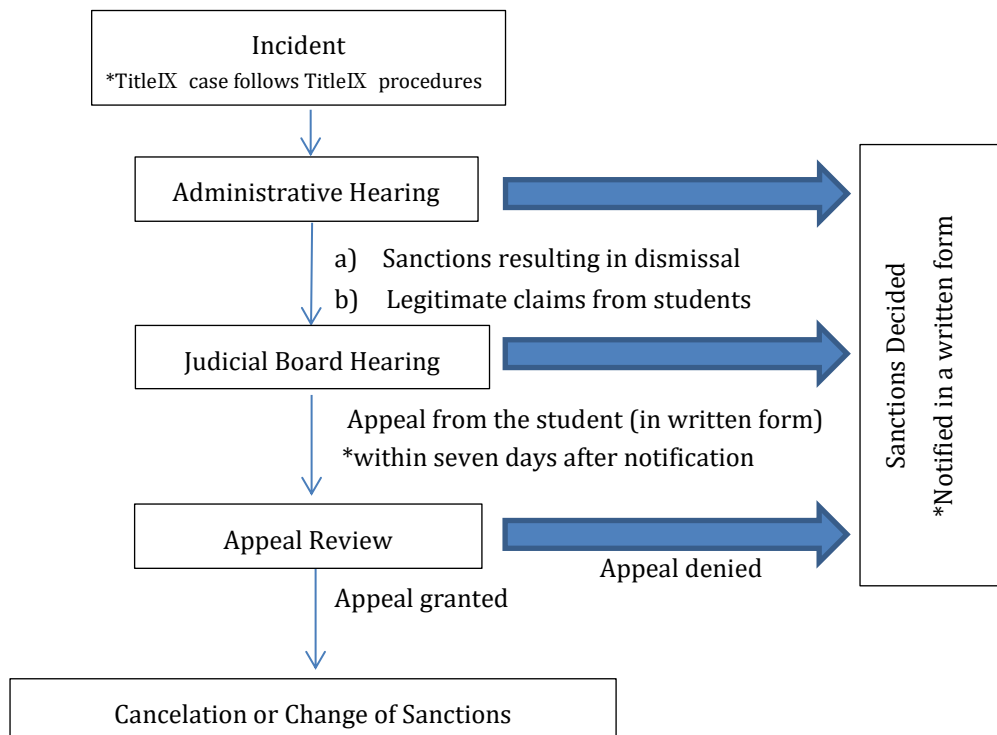 Incident
*TitleIX case follows TitleIX procedures
Administrative Hearing
a) Sanctions resulting in dismissal
b) Legitimate claims from students
Judicial Board Hearing
Appeal from the student (in written form)
*within seven days after notification
Appeal Review
Appeal denied
Appeal granted
Cancelation or Change of Sanctions
Sanctions Decided
*Notified in a written form